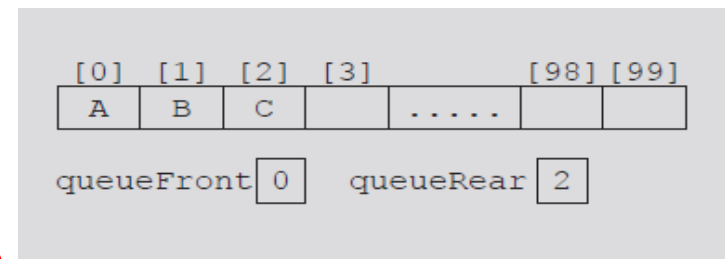 [0] [1] [2] [3] [98] [99]
A B C .....
queueFront 0 queueRear 2